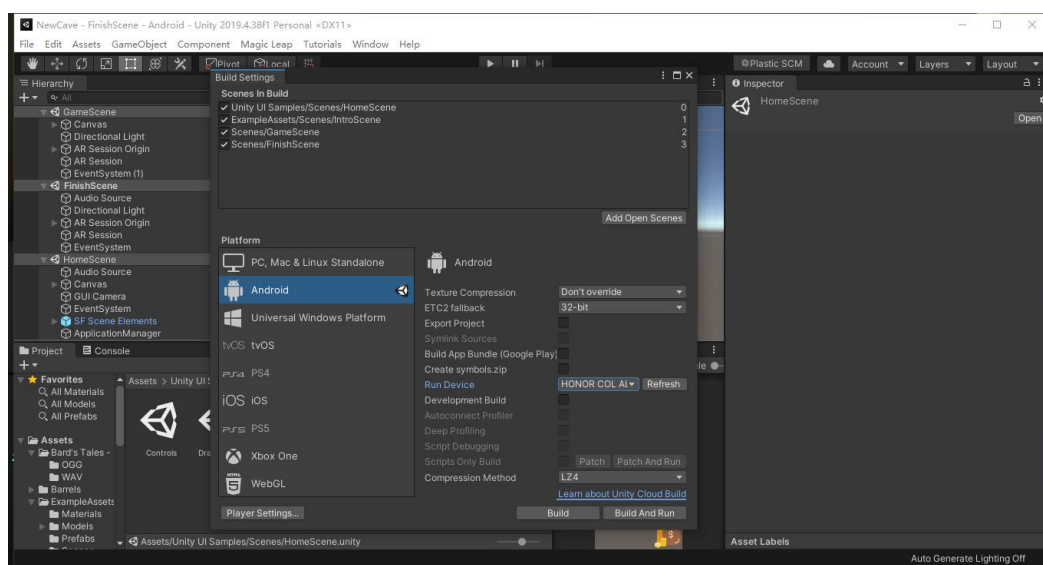 NewCave - FinishScene - Android - Unity 2019.4.38f1 Personal <DX11>
File Edit Assets GameObject Component Magic Leap Tutorials Window Help
Pivot Local
Plastic SCM Account Layers Layout
Hierarchy
All
GameScene
Canvas
Directional Light
AR Session Origin
AR Session
EventSystem (1)
FinishScene
Audio Source
Directional Light
AR Session Origin
AR Session
EventSystem
HomeScene
Audio Source
Canvas
GUI Camera
EventSystem
SF Scene Elements
ApplicationManager
Build Settings
Scenes In Build
Unity UI Samples/Scenes/HomeScene 0
ExampleAssets/Scenes/IntroScene 1
Scenes/GameScene 2
Scenes/FinishScene 3
Add Open Scenes
Platform
PC, Mac & Linux Standalone
Android
Universal Windows Platform
tvOS tvOS
PS4 PS4
iOS iOS
PS5 PS5
Xbox One
HTML WebGL
Android
Texture Compression Don't override
ETC2 fallback 32-bit
Export Project
Symlink Sources
Build App Bundle (Google Play)
Create symbols.zip
Run Device HONOR COL Al Refresh
Development Build
Autoconnect Profiler
Deep Profiling
Script Debugging
Scripts Only Build Patch Patch And Run
Compression Method LZ4
Learn about Unity Cloud Build
Player Settings... Build Build And Run
Inspector
HomeScene
Open
Asset Labels
Project Console
Favorites
All Materials
All Models
All Prefabs
Assets
Bard's Tales -
OGG
WAV
Barrels
ExampleAssets
Materials
Models
Prefabs
Assets > Unity UI
Controls
Assets/Unity UI Samples/Scenes/HomeScene.unity
Auto Generate Lighting Off